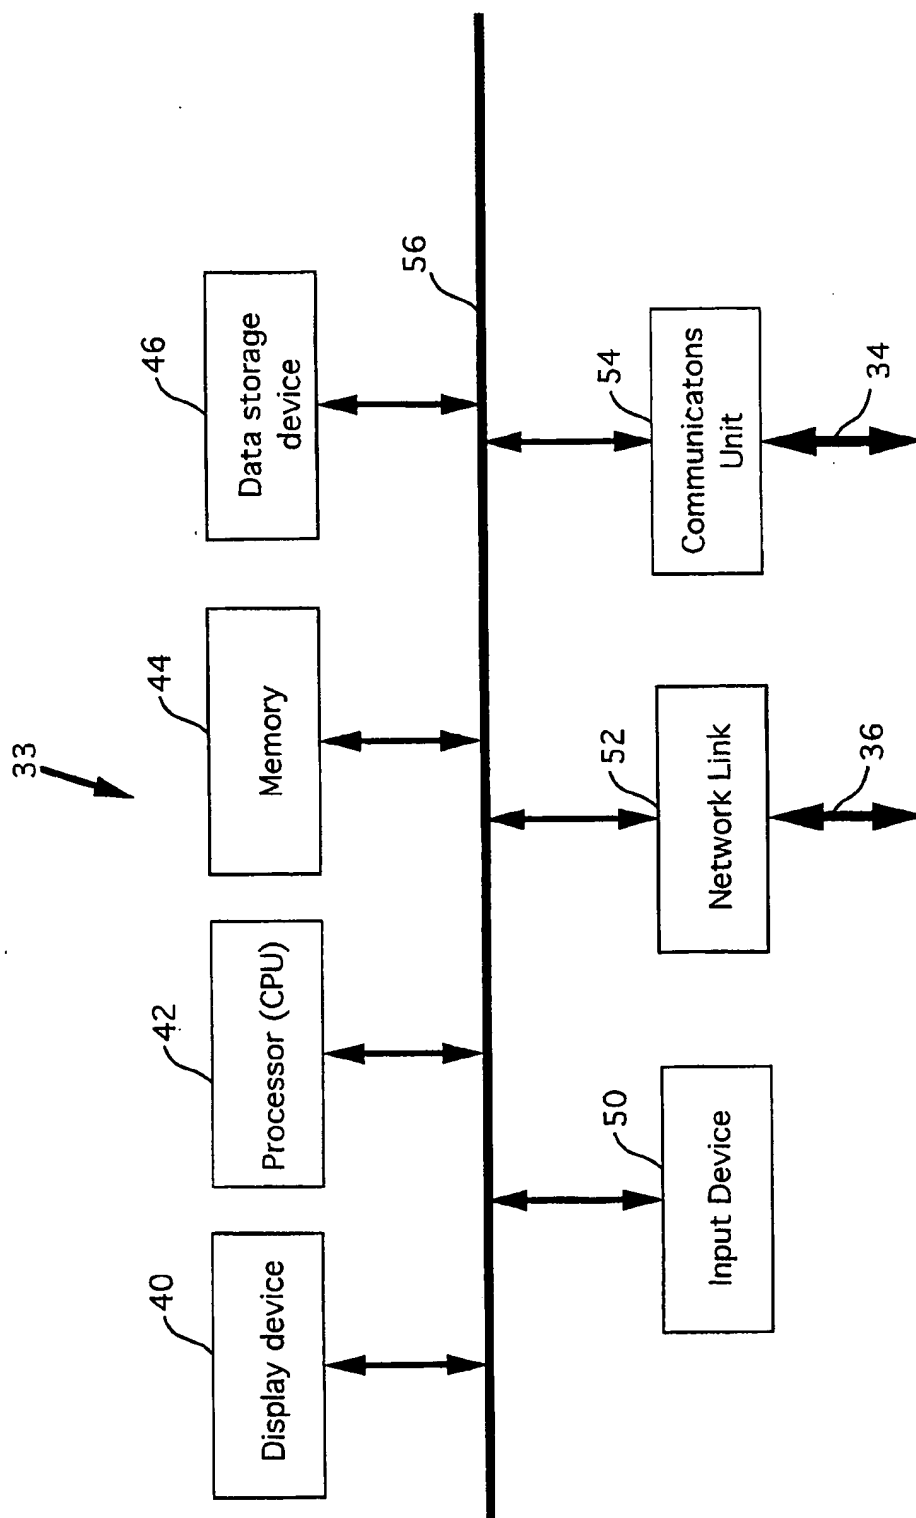 33
40
42
44
46
Display device
Processor (CPU)
Memory
Data storage
device
56
50
52
54
Input Device
Network Link
Communicatons
Unit
36
34